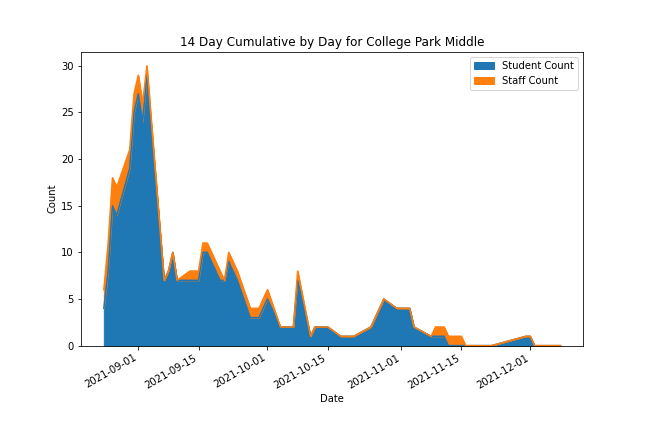 14 Day Cumulative by Day for College Park Middle
Student Count
Staff Count
30
25
20
15
10
5
0
Count
2021-09-01
2021-09-15
2021-10-01
2021-10-15
2021-11-01
2021-11-15
2021-12-01
Date